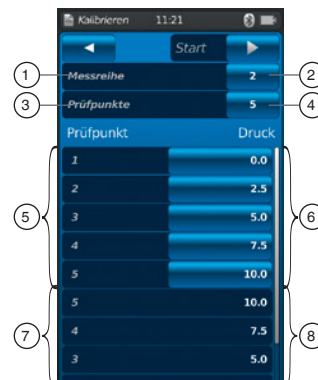 Kalibrieren 11:21
Start
1 Messreihe 2 2
3 Prüfpunkte 5 4
Prüfpunkt Druck
1 0.0
2 2.5
5 3 5.0 6
4 7.5
5 10.0
5 10.0
7 4 7.5 8
3 5.0